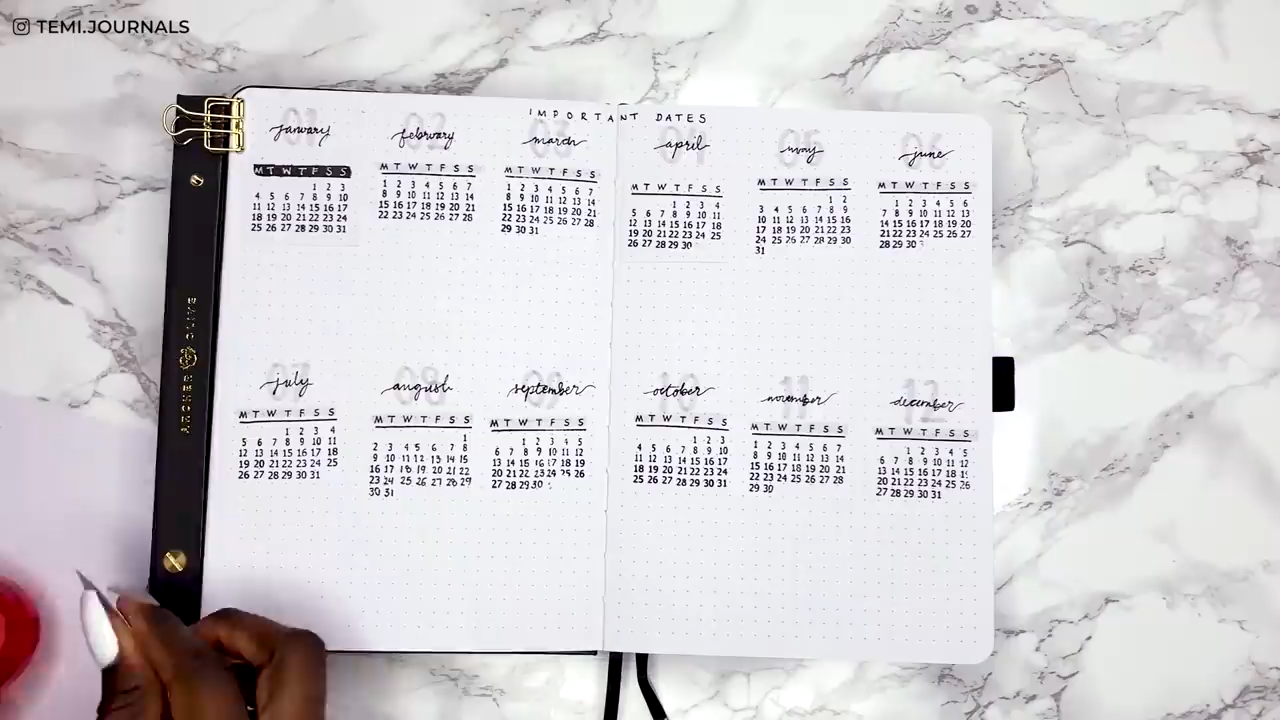 TEMI.JOURNALS
IMPORTANT DATES
01
january
M T W T F S S
1 2 3
4 5 6 7 8 9 10
11 12 13 14 15 16 17
18 19 20 21 22 23 24
25 26 27 28 29 30 31
02
february
M T W T F S S
1 2 3 4 5 6 7
8 9 10 11 12 13 14
15 16 17 18 19 20 21
22 23 24 25 26 27 28
03
march
M T W T F S S
1 2 3 4 5 6 7
8 9 10 11 12 13 14
15 16 17 18 19 20 21
22 23 24 25 26 27 28
29 30 31
04
april
M T W T F S S
1 2 3 4
5 6 7 8 9 10 11
12 13 14 15 16 17 18
19 20 21 22 23 24 25
26 27 28 29 30
05
may
M T W T F S S
1 2
3 4 5 6 7 8 9
10 11 12 13 14 15 16
17 18 19 20 21 22 23
24 25 26 27 28 29 30
31
06
june
M T W T F S S
1 2 3 4 5 6
7 8 9 10 11 12 13
14 15 16 17 18 19 20
21 22 23 24 25 26 27
28 29 30
07
july
M T W T F S S
1 2 3 4
5 6 7 8 9 10 11
12 13 14 15 16 17 18
19 20 21 22 23 24 25
26 27 28 29 30 31
08
august
M T W T F S S
1
2 3 4 5 6 7 8
9 10 11 12 13 14 15
16 17 18 19 20 21 22
23 24 25 26 27 28 29
30 31
09
september
M T W T F S S
1 2 3 4 5
6 7 8 9 10 11 12
13 14 15 16 17 18 19
20 21 22 23 24 25 26
27 28 29 30
10
october
M T W T F S S
1 2 3
4 5 6 7 8 9 10
11 12 13 14 15 16 17
18 19 20 21 22 23 24
25 26 27 28 29 30 31
11
november
M T W T F S S
1 2 3 4 5 6 7
8 9 10 11 12 13 14
15 16 17 18 19 20 21
22 23 24 25 26 27 28
29 30
12
december
M T W T F S S
1 2 3 4 5
6 7 8 9 10 11 12
13 14 15 16 17 18
20 21 22 23 24 25 26
27 28 29 30 31
ARCHER OLIVE